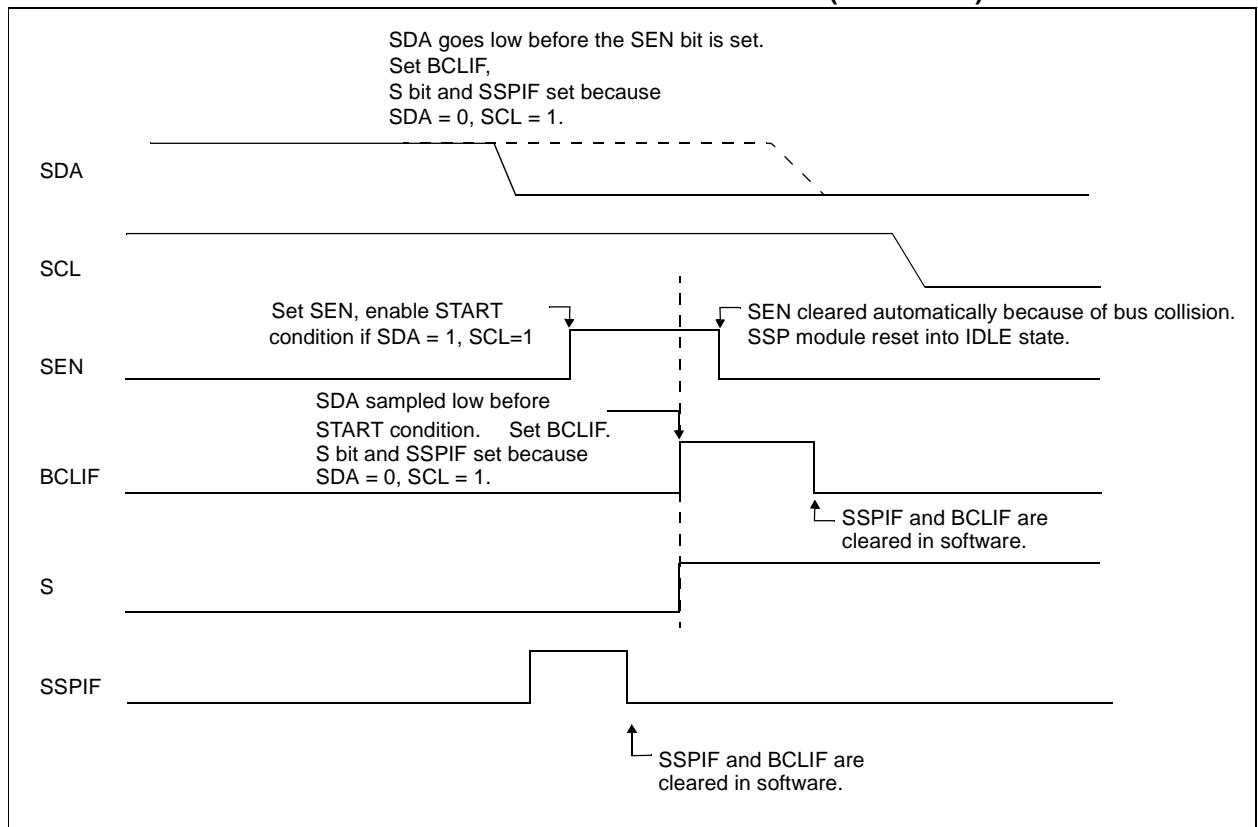 SDA goes low before the SEN bit is set.
Set BCLIF,
S bit and SSPIF set because
SDA = 0, SCL = 1.
SDA
SCL
Set SEN, enable START
condition if SDA = 1, SCL=1
SEN cleared automatically because of bus collision.
SSP module reset into IDLE state.
SEN
SDA sampled low before
START condition. Set BCLIF.
S bit and SSPIF set because
SDA = 0, SCL = 1.
BCLIF
SSPIF and BCLIF are
cleared in software.
S
SSPIF
SSPIF and BCLIF are
cleared in software.